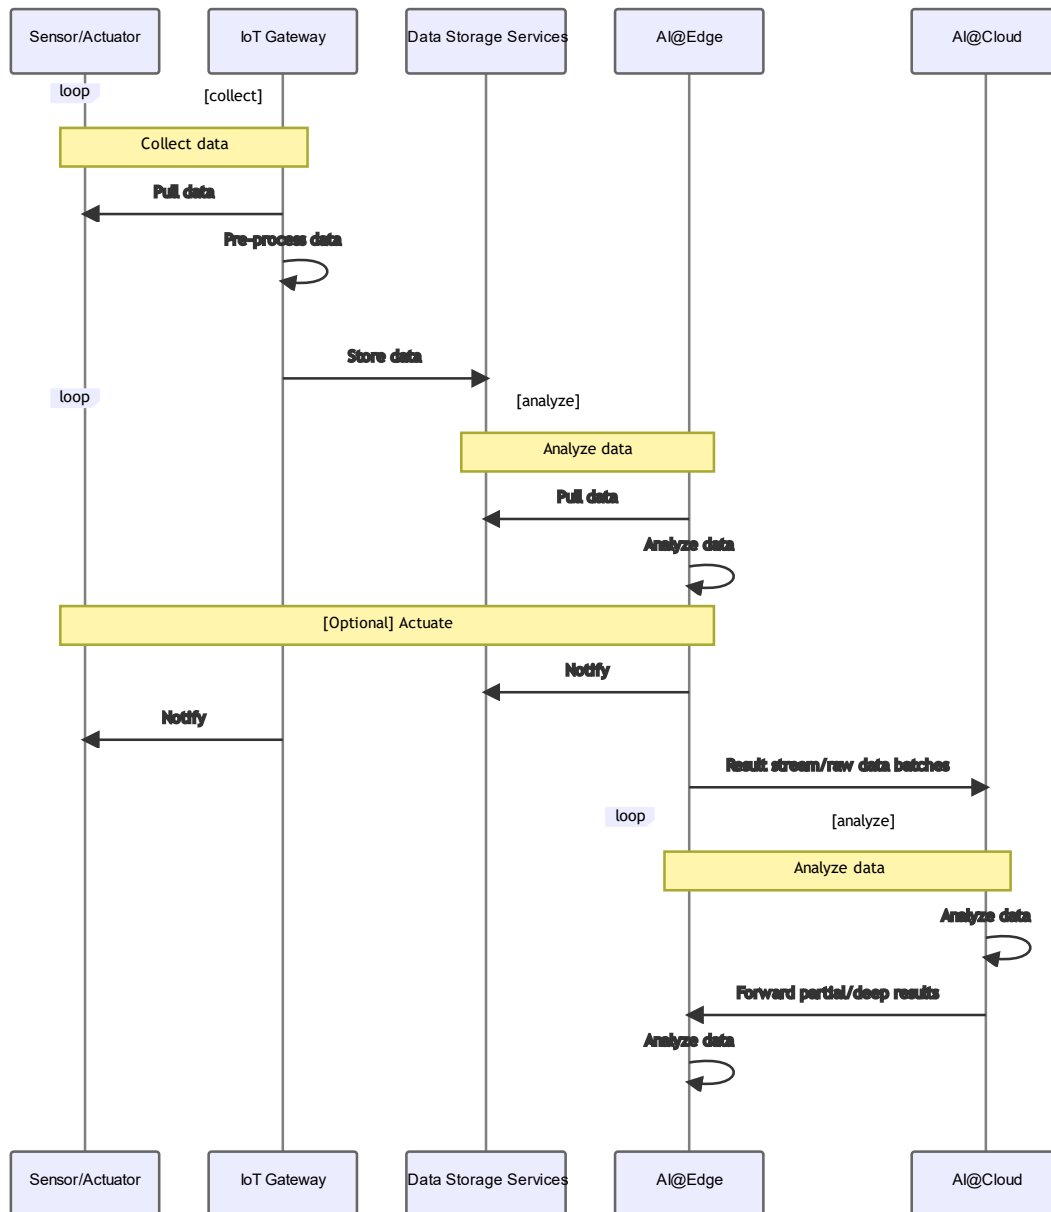 Sensor/Actuator
IoT Gateway
Data Storage Services
AI@Edge
AI@Cloud
loop
[collect]
Collect data
Pull data
Pre-process data
Store data
loop
[analyze]
Analyze data
Pull data
Analyze data
[Optional] Actuate
Notify
Notify
Result stream/raw data batches
loop
[analyze]
Analyze data
Analyze data
Forward partial/deep results
Analyze data
Sensor/Actuator
IoT Gateway
Data Storage Services
AI@Edge
AI@Cloud